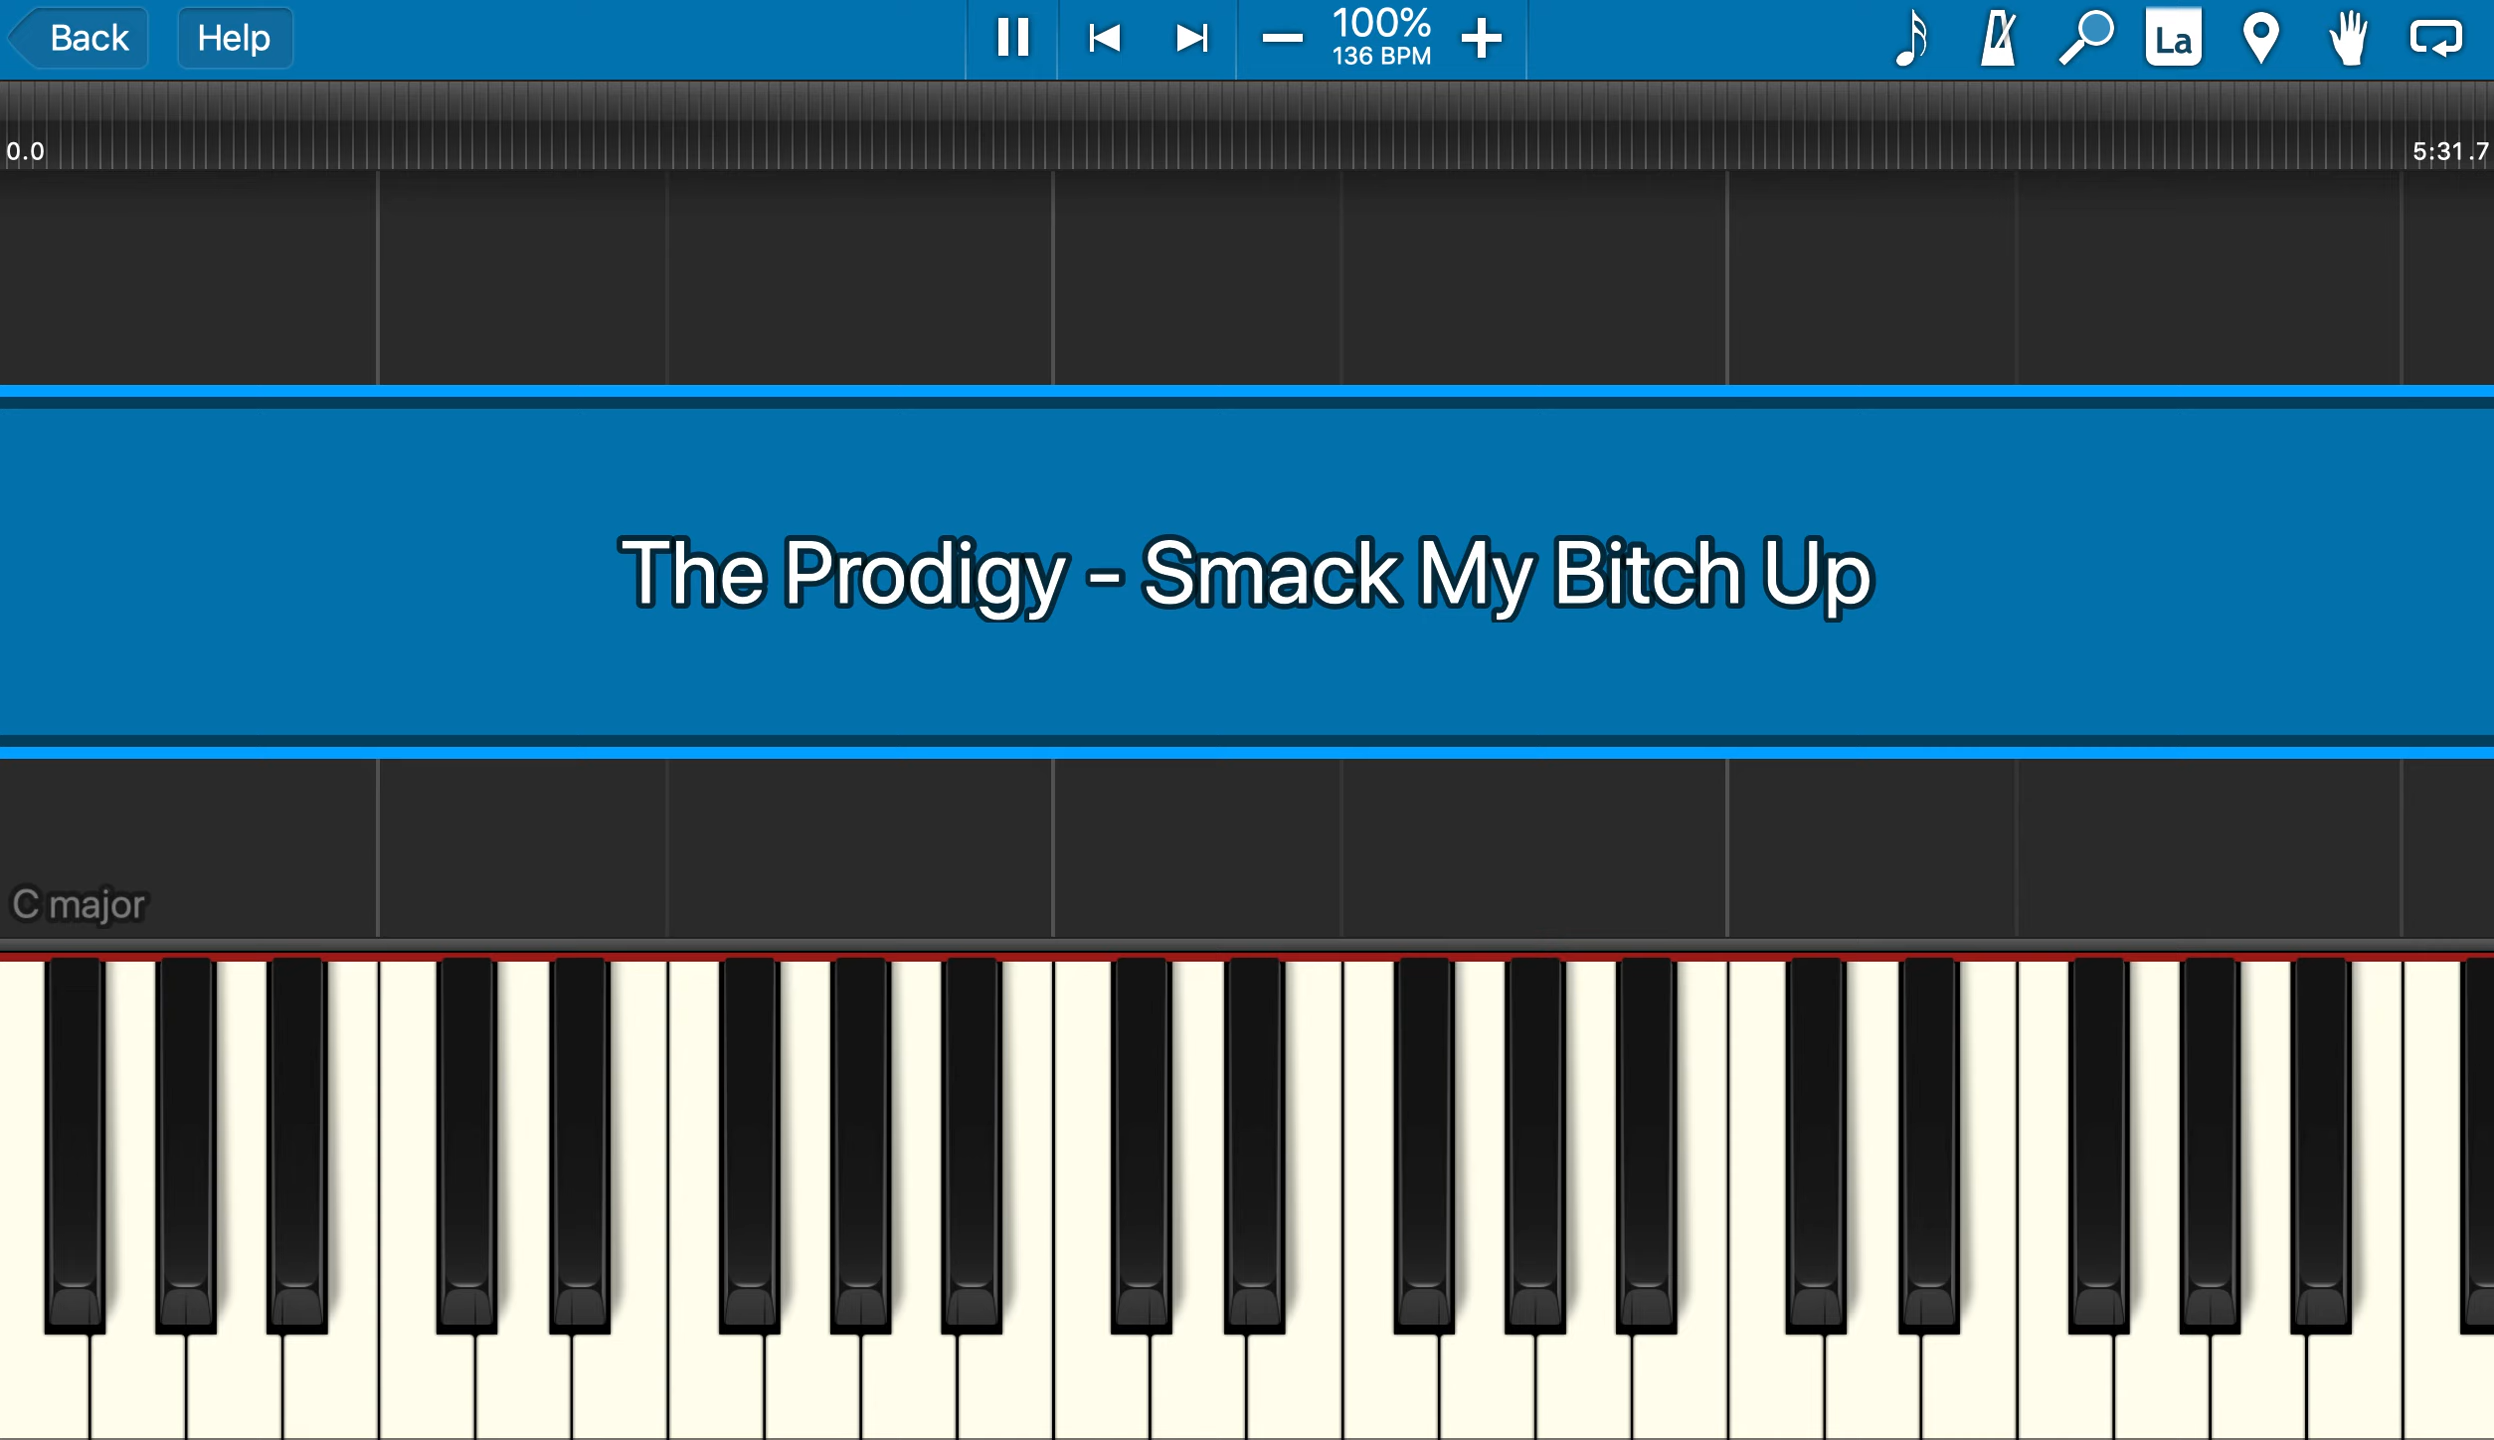 Back
Help
100%
136 BPM
La
0.0
5:31.7
The Prodigy - Smack My Bitch Up
C major